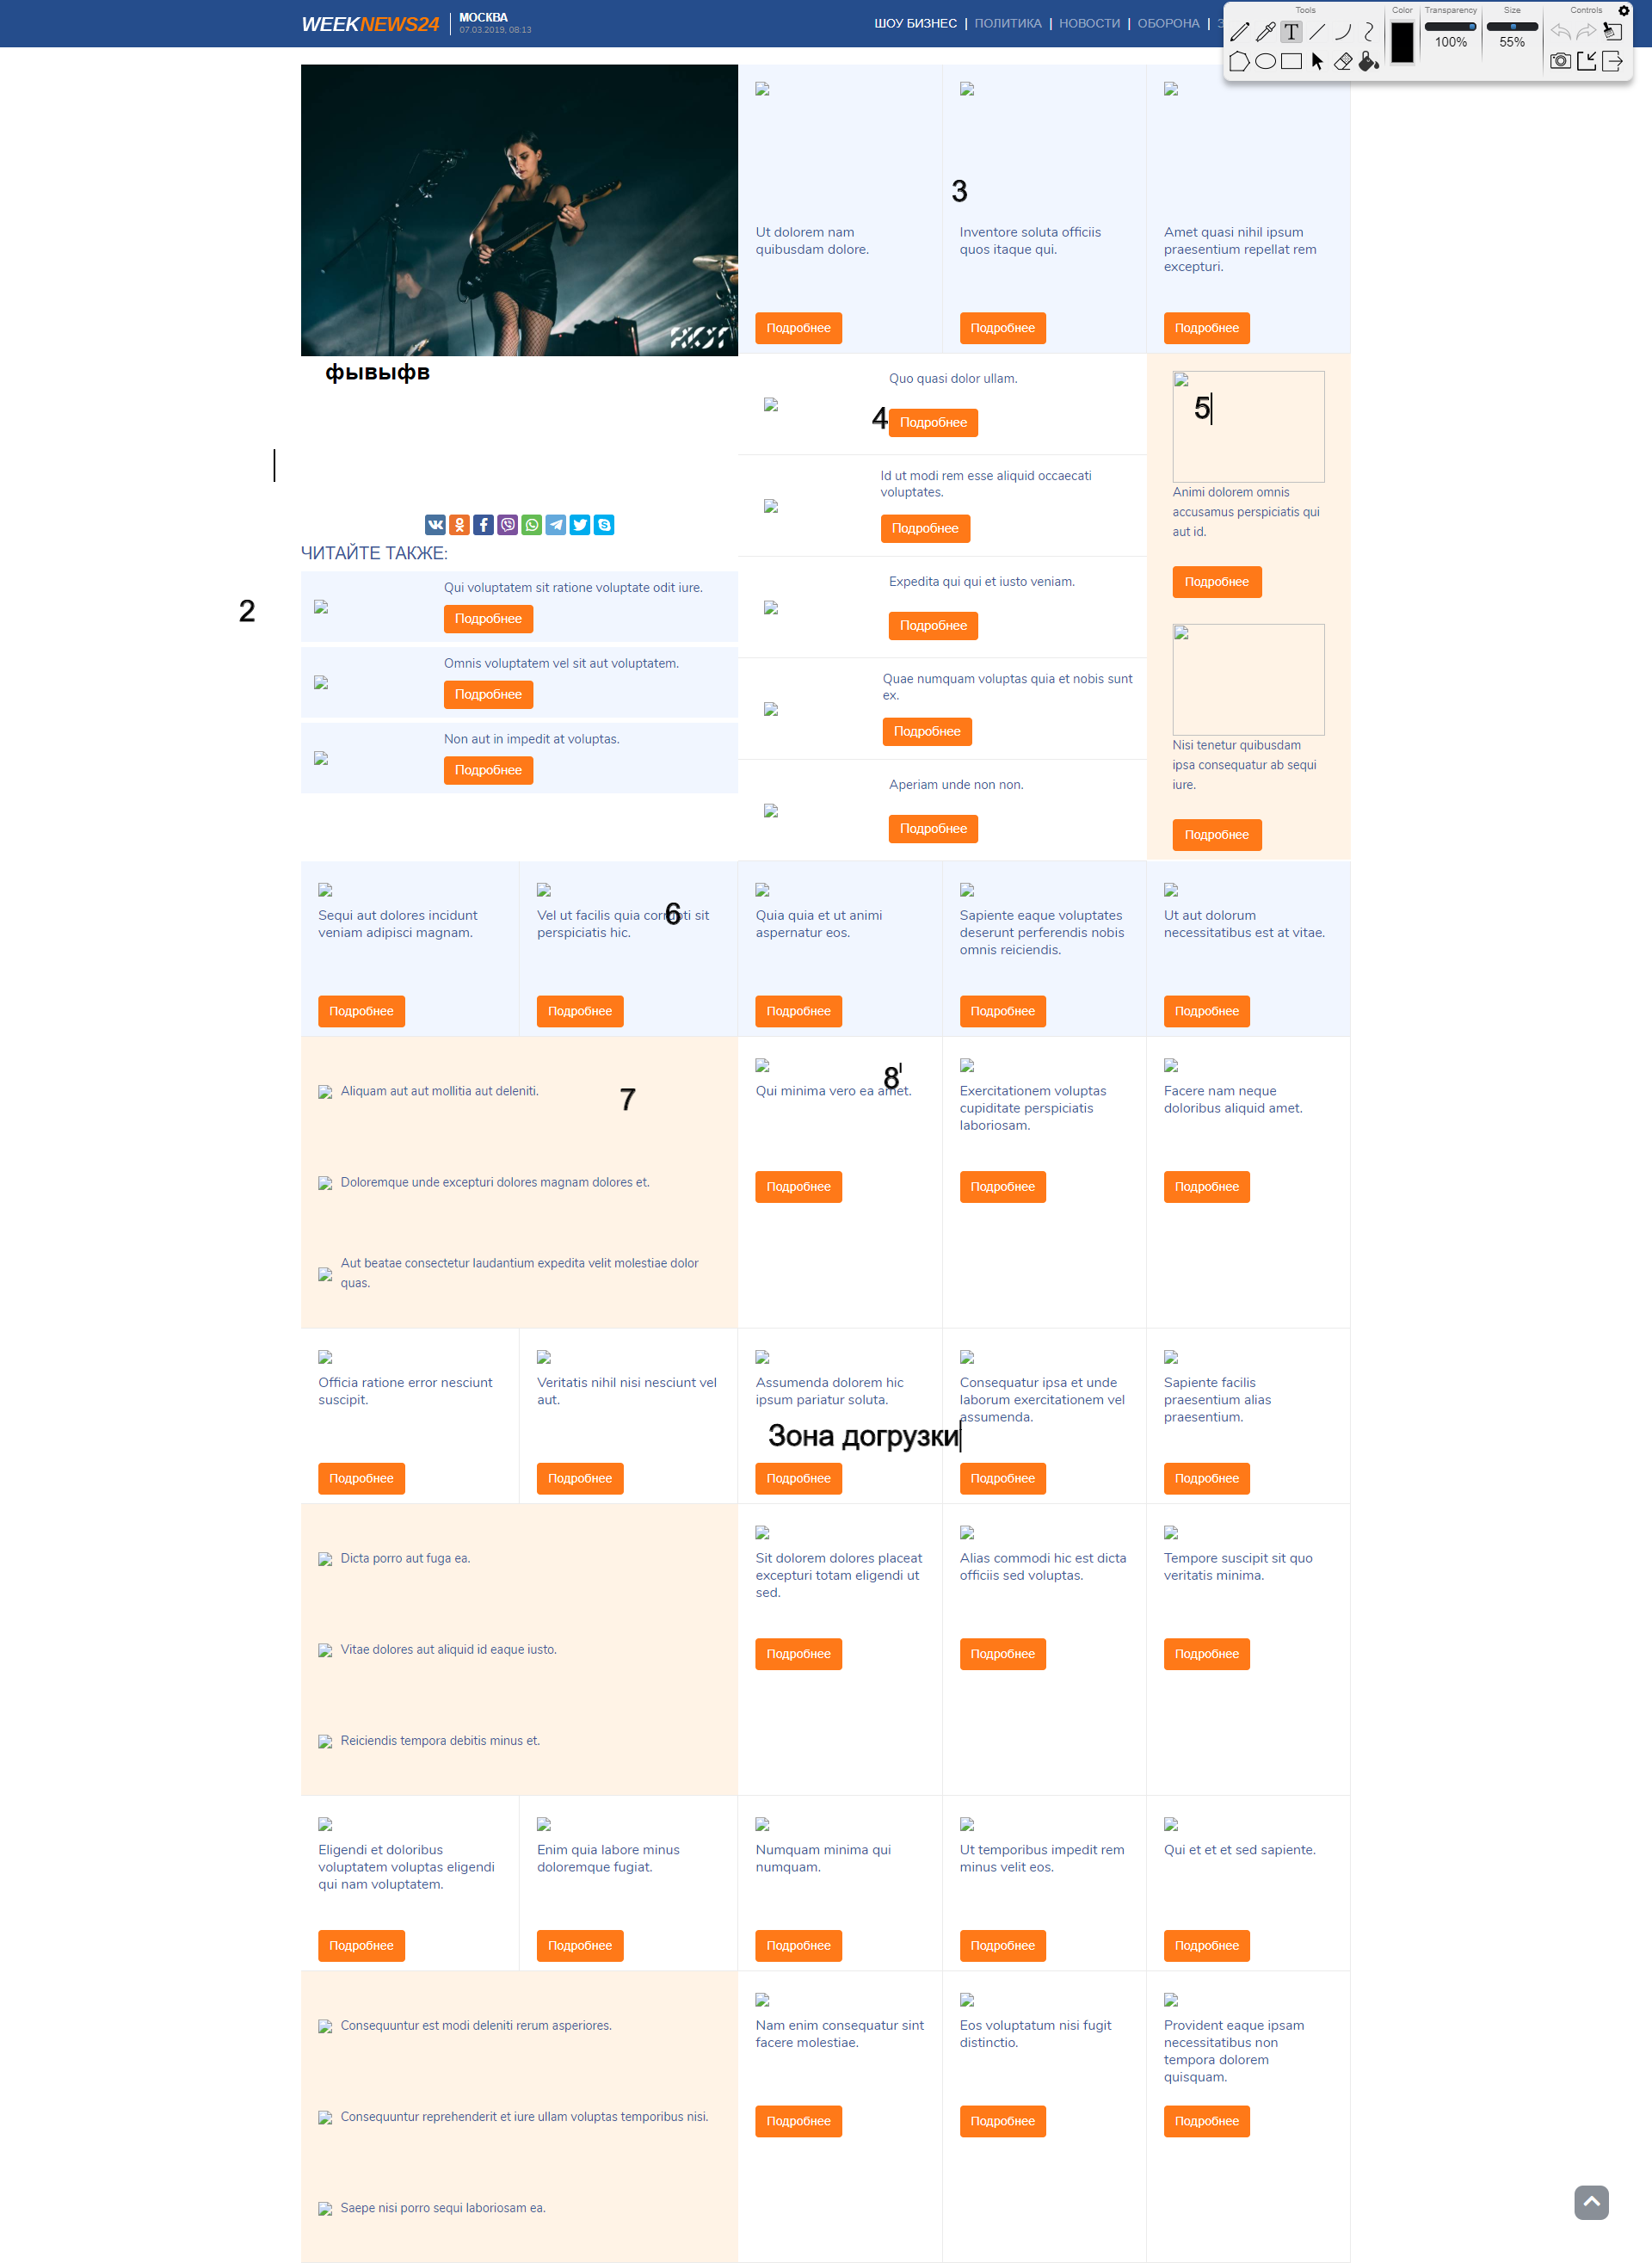 WEEKNEWS24
МОСКВА
07.03.2019, 08:13
ШОУ БИЗНЕС | ПОЛИТИКА | НОВОСТИ | ОБОРОНА |
Tools
Color
Transparency
Size
Controls
100%
55%
3
Ut dolorem nam
quibusdam dolore.
Подробнее
Inventore soluta officiis
quos itaque qui.
Подробнее
Amet quasi nihil ipsum
praesentium repellat rem
excepturi.
Подробнее
фывыфв
ЧИТАЙТЕ ТАКЖЕ:
2
Qui voluptatem sit ratione voluptate odit iure.
Подробнее
Omnis voluptatem vel sit aut voluptatem.
Подробнее
Non aut in impedit at voluptas.
Подробнее
Quo quasi dolor ullam.
4
Подробнее
Id ut modi rem esse aliquid occaecati
voluptates.
Подробнее
Expedita qui qui et iusto veniam.
Подробнее
Quae numquam voluptas quia et nobis sunt
ex.
Подробнее
Aperiam unde non non.
Подробнее
5
Animi dolorem omnis
accusamus perspiciatis qui
aut id.
Подробнее
Nisi tenetur quibusdam
ipsa consequatur ab sequi
iure.
Подробнее
Sequi aut dolores incidunt
veniam adipisci magnam.
Подробнее
6
Vel ut facilis quia corrupti sit
perspiciatis hic.
Подробнее
Quia quia et ut animi
aspernatur eos.
Подробнее
Sapiente eaque voluptates
deserunt perferendis nobis
omnis reiciendis.
Подробнее
Ut aut dolorum
necessitatibus est at vitae.
Подробнее
Aliquam aut aut mollitia aut deleniti.
7
Doloremque unde excepturi dolores magnam dolores et.
Aut beatae consectetur laudantium expedita velit molestiae dolor
quas.
8
Qui minima vero ea amet.
Подробнее
Exercitationem voluptas
cupiditate perspiciatis
laboriosam.
Подробнее
Facere nam neque
doloribus aliquid amet.
Подробнее
Officia ratione error nesciunt
suscipit.
Подробнее
Veritatis nihil nisi nesciunt vel
aut.
Подробнее
Assumenda dolorem hic
ipsum pariatur soluta.
Зона догрузки
Подробнее
Consequatur ipsa et unde
laborum exercitationem vel
assumenda.
Подробнее
Sapiente facilis
praesentium alias
praesentium.
Подробнее
Dicta porro aut fuga ea.
Vitae dolores aut aliquid id eaque iusto.
Reiciendis tempora debitis minus et.
Sit dolorem dolores placeat
excepturi totam eligendi ut
sed.
Подробнее
Alias commodi hic est dicta
officiis sed voluptas.
Подробнее
Tempore suscipit sit quo
veritatis minima.
Подробнее
Eligendi et doloribus
voluptatem voluptas eligendi
qui nam voluptatem.
Подробнее
Enim quia labore minus
doloremque fugiat.
Подробнее
Numquam minima qui
numquam.
Подробнее
Ut temporibus impedit rem
minus velit eos.
Подробнее
Qui et et et sed sapiente.
Подробнее
Consequuntur est modi deleniti rerum asperiores.
Consequuntur reprehenderit et iure ullam voluptas temporibus nisi.
Saepe nisi porro sequi laboriosam ea.
Nam enim consequatur sint
facere molestiae.
Подробнее
Eos voluptatum nisi fugit
distinctio.
Подробнее
Provident eaque ipsam
necessitatibus non
tempora dolorem
quisquam.
Подробнее